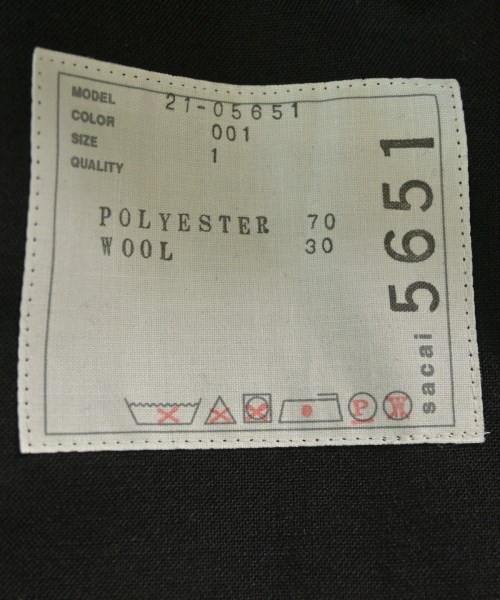 MODEL 21-05651
COLOR 001
SIZE 1
QUALITY
POLYESTER 70
WOOL 30
P W
sacai 5651